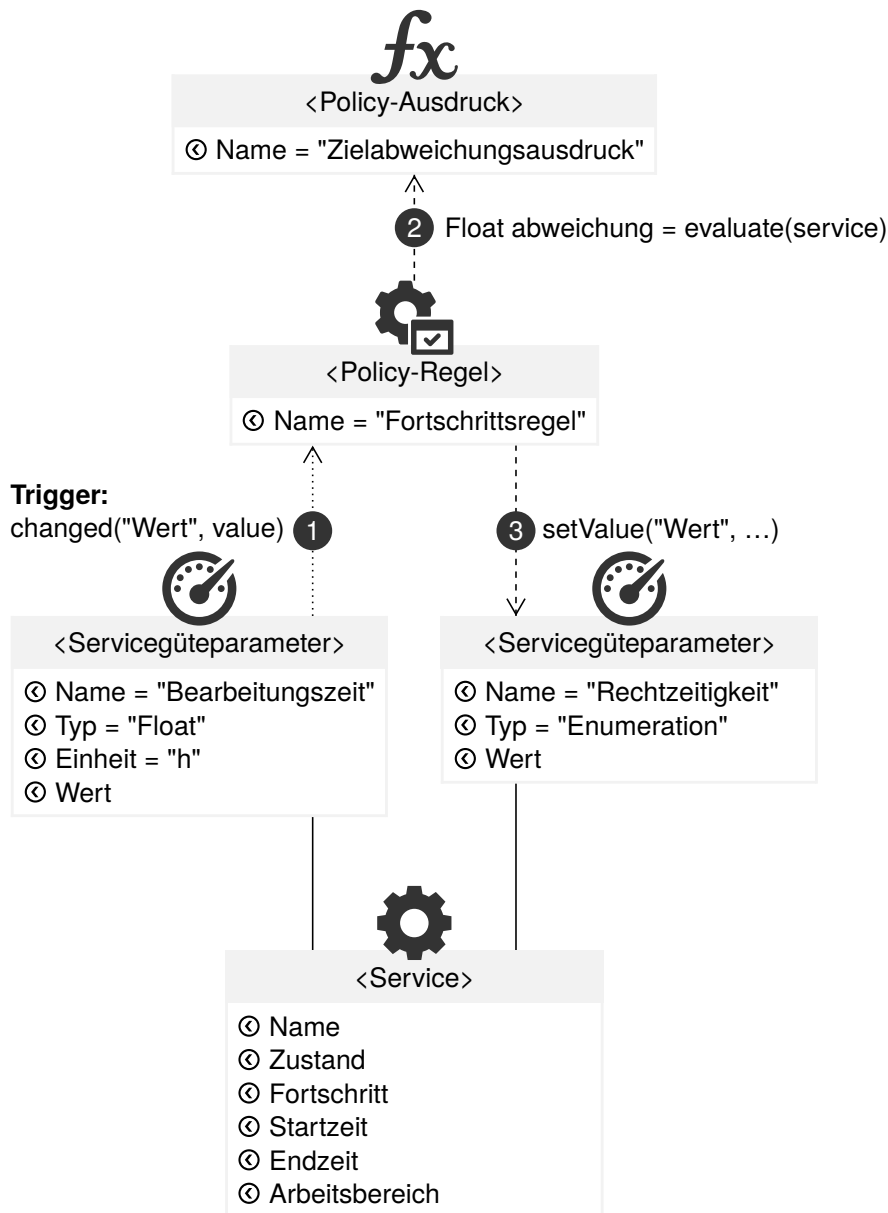 fx
<Policy-Ausdruck>
Name = "Zielabweichungsausdruck"
2 Float abweichung = evaluate(service)
<Policy-Regel>
Name = "Fortschrittsregel"
Trigger:
changed("Wert", value) 1
3 setValue("Wert", …)
<Servicegüteparameter>
Name = "Bearbeitungszeit"
Typ = "Float"
Einheit = "h"
Wert
<Servicegüteparameter>
Name = "Rechtzeitigkeit"
Typ = "Enumeration"
Wert
<Service>
Name
Zustand
Fortschritt
Startzeit
Endzeit
Arbeitsbereich